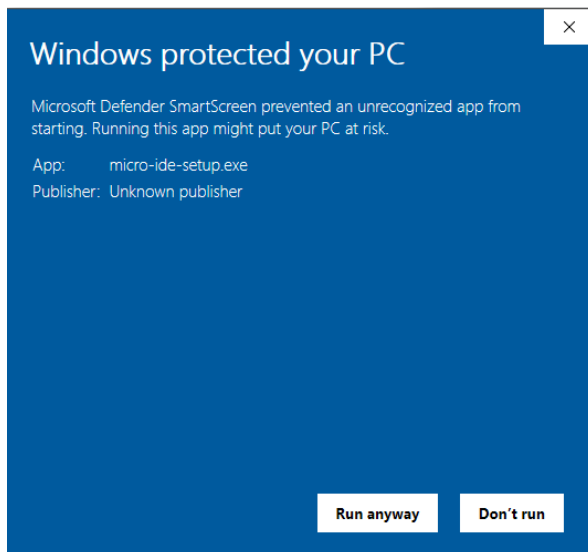 Windows protected your PC
Microsoft Defender SmartScreen prevented an unrecognized app from
starting. Running this app might put your PC at risk.
App: micro-ide-setup.exe
Publisher: Unknown publisher
Run anyway Don’t run